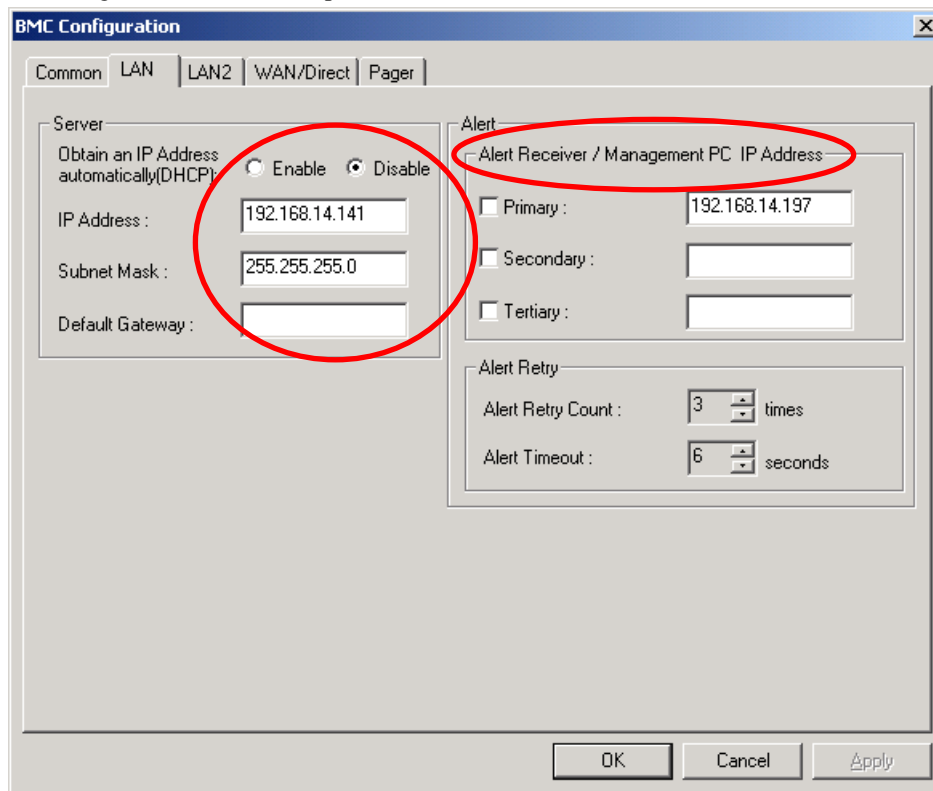 BMC Configuration
Common LAN LAN2 WAN/Direct Pager
Server
Obtain an IP Address
automatically(DHCP):
Enable Disable
IP Address : 192.168.14.141
Subnet Mask : 255.255.255.0
Default Gateway :
Alert
Alert Receiver / Management PC IP Address
Primary : 192.168.14.197
Secondary :
Tertiary :
Alert Retry
Alert Retry Count : 3 times
Alert Timeout : 6 seconds
OK Cancel Apply